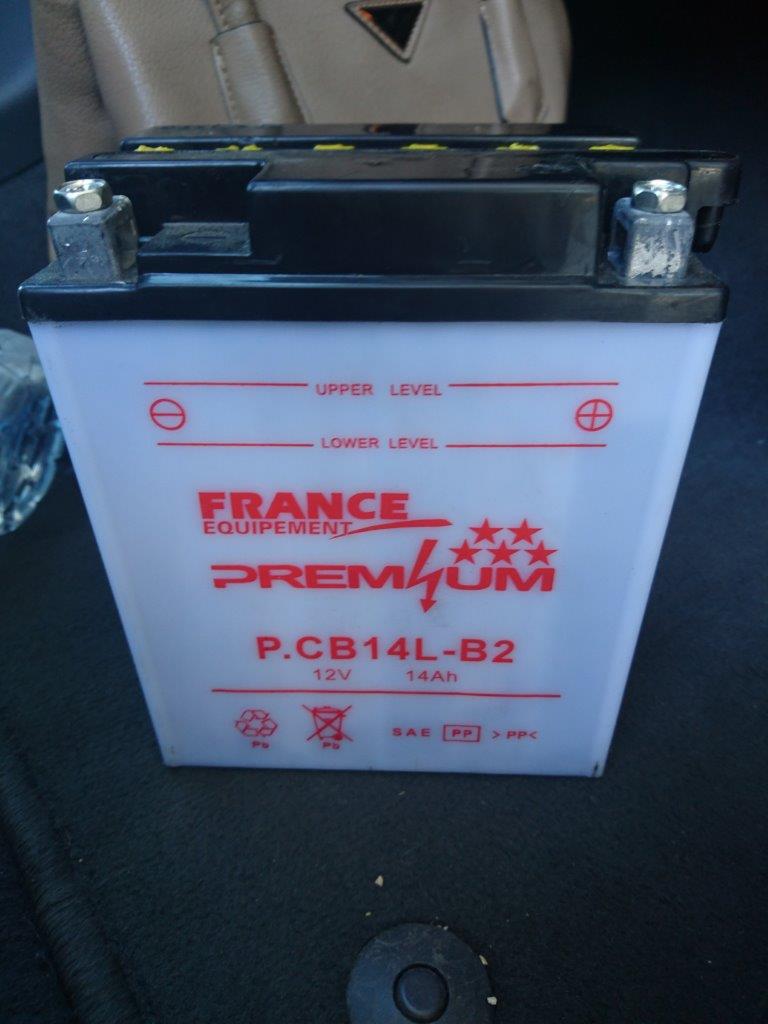 UPPER LEVEL
LOWER LEVEL
FRANCE
EQUIPEMENT
PREMIUM
P.CB14L-B2
12V 14Ah
Pb Pb SAE PP >PP<